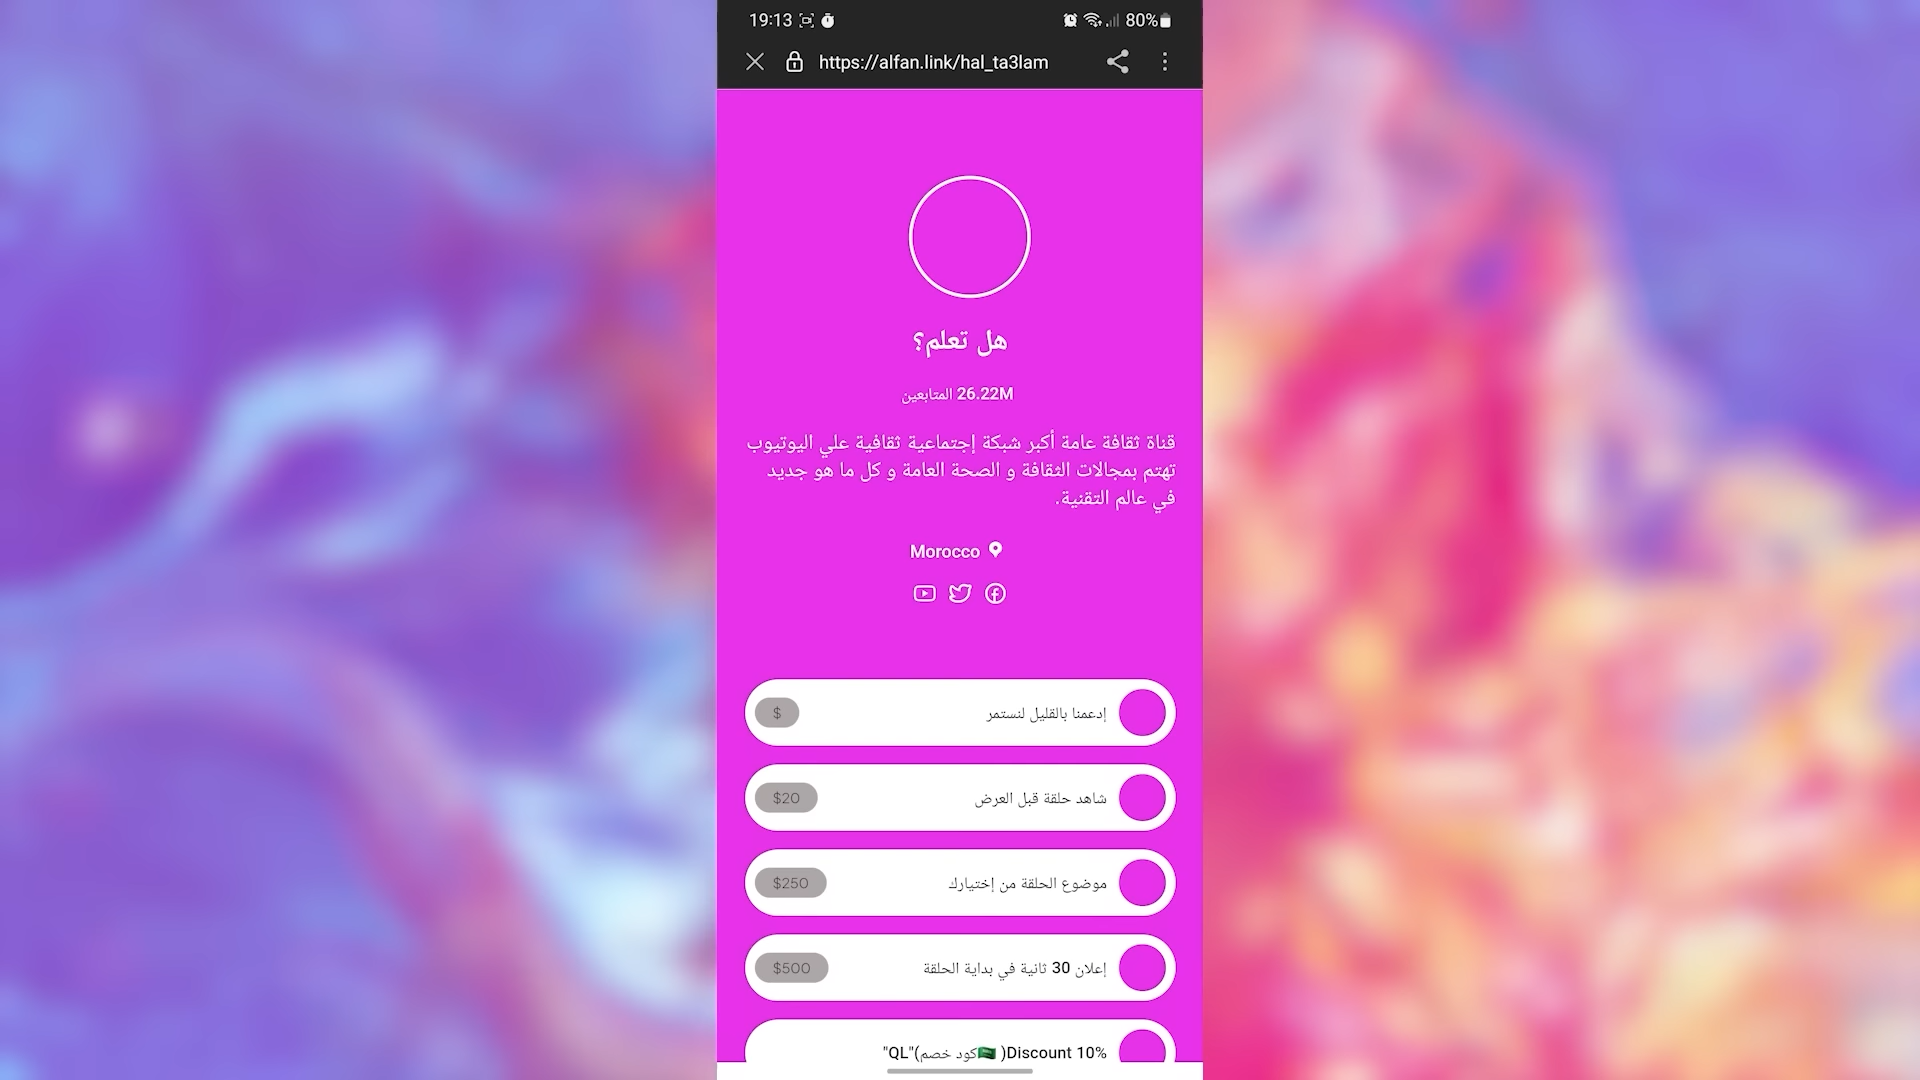 19:13
80%
https://alfan.link/hal_ta3lam
هل تعلم؟
26.22M المتابعين
قناة ثقافة عامة أكبر شبكة إجتماعية ثقافية علي اليوتيوب
تهتم بمجالات الثقافة و الصحة العامة و كل ما هو جديد
في عالم التقنية.
Morocco
إدعمنا بالقليل لنستمر
$
شاهد حلقة قبل العرض
$20
موضوع الحلقة من إختيارك
$250
إعلان 30 ثانية في بداية الحلقة
$500
"QL"(كود خصم🇸🇦 )Discount 10%